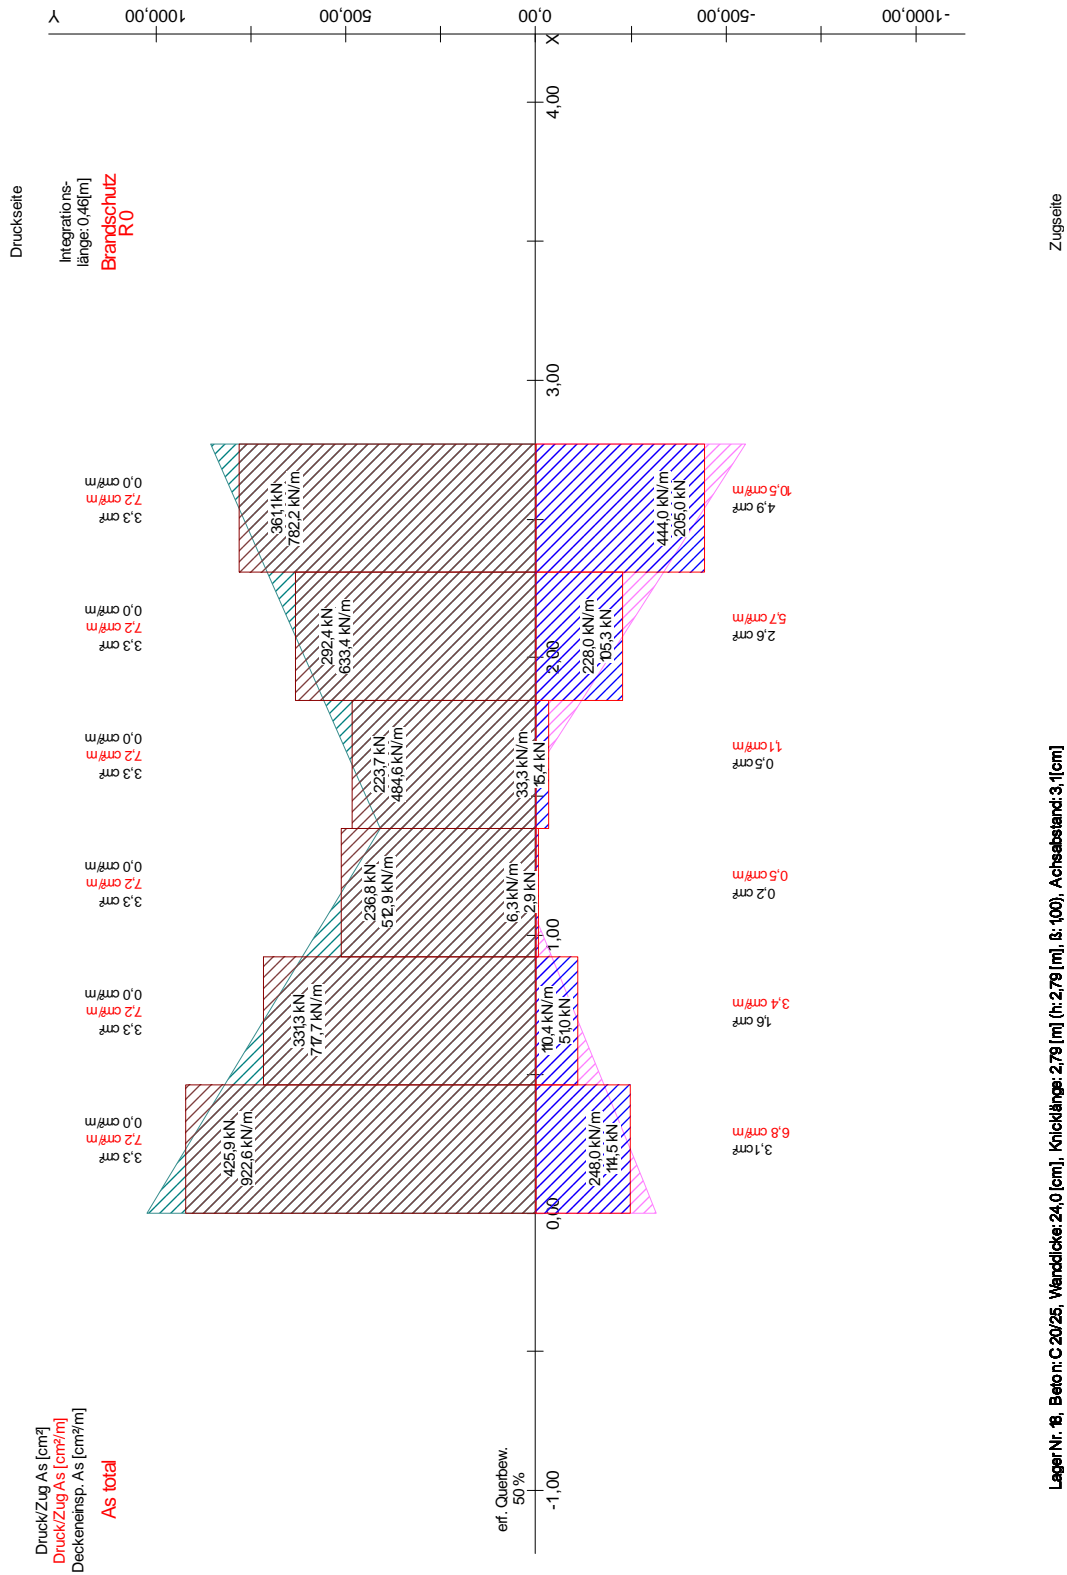 Druckseite
Integrations-
länge: 0,46[m]
Brandschutz
R 0
Druck/Zug As [cm²]
Druck/Zug As [cm²/m]
Deckeneinsp. As [cm²/m]
As total
erf. Querbew.
50 %
Y
1000,00
500,00
0,00
-500,00
-1000,00
X
-1,00
0,00
1,00
2,00
3,00
4,00
0,0 cm²/m
7,2 cm²/m
3,3 cm²
0,0 cm²/m
7,2 cm²/m
3,3 cm²
0,0 cm²/m
7,2 cm²/m
3,3 cm²
0,0 cm²/m
7,2 cm²/m
3,3 cm²
0,0 cm²/m
7,2 cm²/m
3,3 cm²
0,0 cm²/m
7,2 cm²/m
3,3 cm²
425,9 kN
922,6 kN/m
331,3 kN
717,7 kN/m
236,8 kN
512,9 kN/m
223,7 kN
484,6 kN/m
292,4 kN
633,4 kN/m
361,1 kN
782,2 kN/m
248,0 kN/m
114,5 kN
110,4 kN/m
51,0 kN
6,3 kN/m
2,9 kN
33,3 kN/m
15,4 kN
228,0 kN/m
105,3 kN
444,0 kN/m
205,0 kN
6,8 cm²/m
3,1 cm²
3,4 cm²/m
1,6 cm²
0,5 cm²/m
0,2 cm²
1,1 cm²/m
0,5 cm²
5,7 cm²/m
2,6 cm²
10,5 cm²/m
4,9 cm²
Zugseite
Lager Nr. 18, Beton: C 20/25, Wanddicke: 24,0 [cm], Knicklänge: 2,79 [m] (h: 2,79 [m], ß: 1,00), Achsabstand: 3,1[cm]